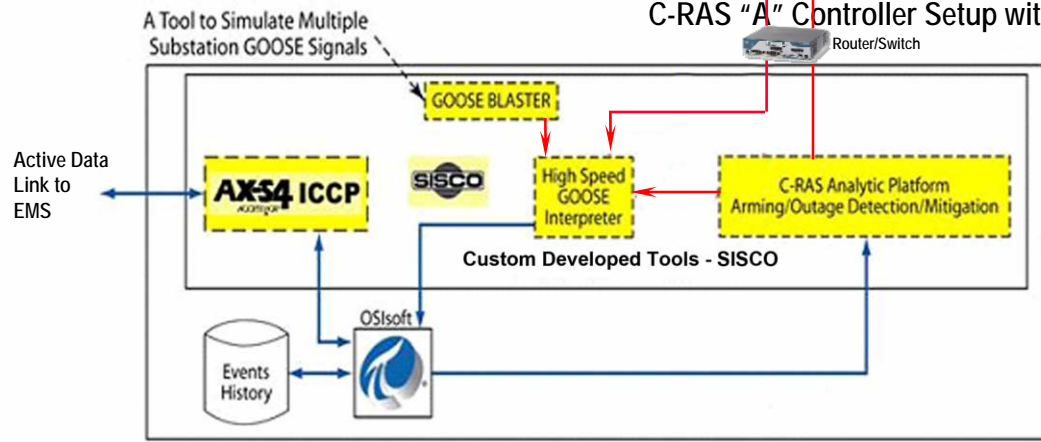 C-RAS “A” Controller Setup wit
A Tool to Simulate Multiple
Substation GOOSE Signals
Router/Switch
GOOSE BLASTER
Active Data
Link to
EMS
AX-S4 ICCP
SISCO
High Speed
GOOSE
Interpreter
C-RAS Analytic Platform
Arming/Outage Detection/Mitigation
Custom Developed Tools - SISCO
OSIsoft
Events
History